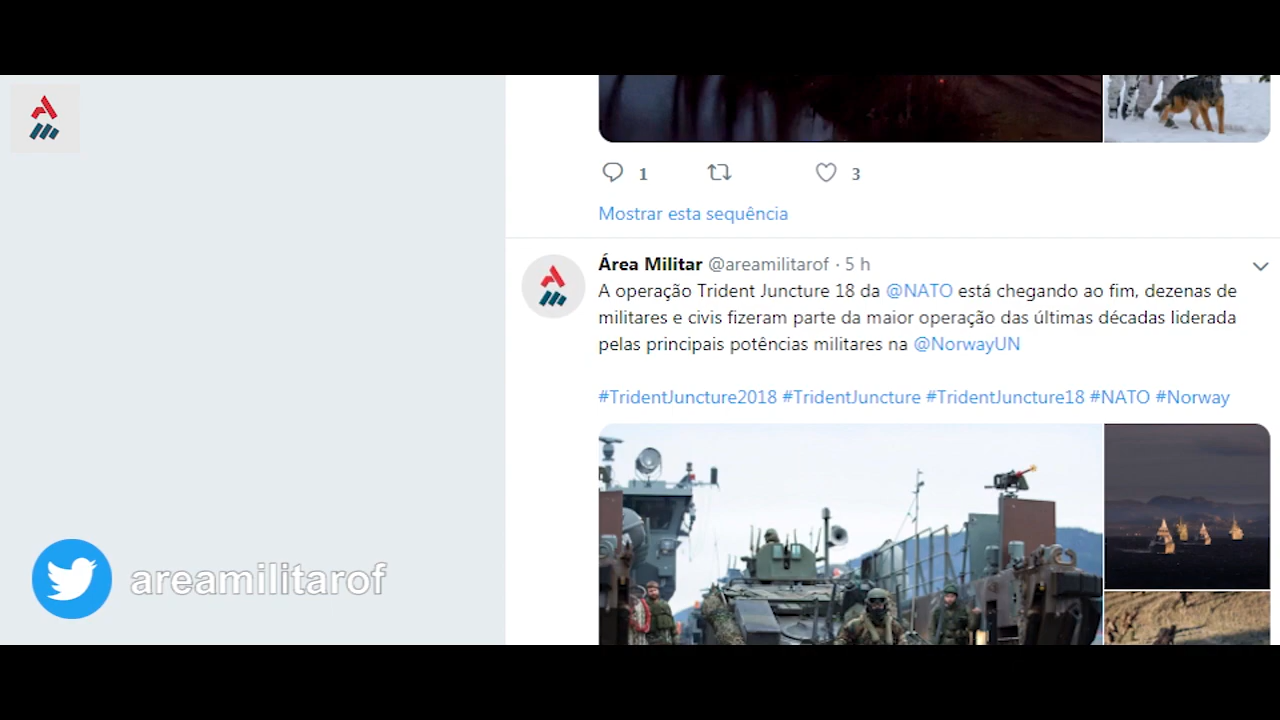 1 3
Mostrar esta sequência
Área Militar @areamilitarof · 5 h
A operação Trident Juncture 18 da @NATO está chegando ao fim, dezenas de
militares e civis fizeram parte da maior operação das últimas décadas liderada
pelas principais potências militares na @NorwayUN
#TridentJuncture2018 #TridentJuncture #TridentJuncture18 #NATO #Norway
areamilitarof